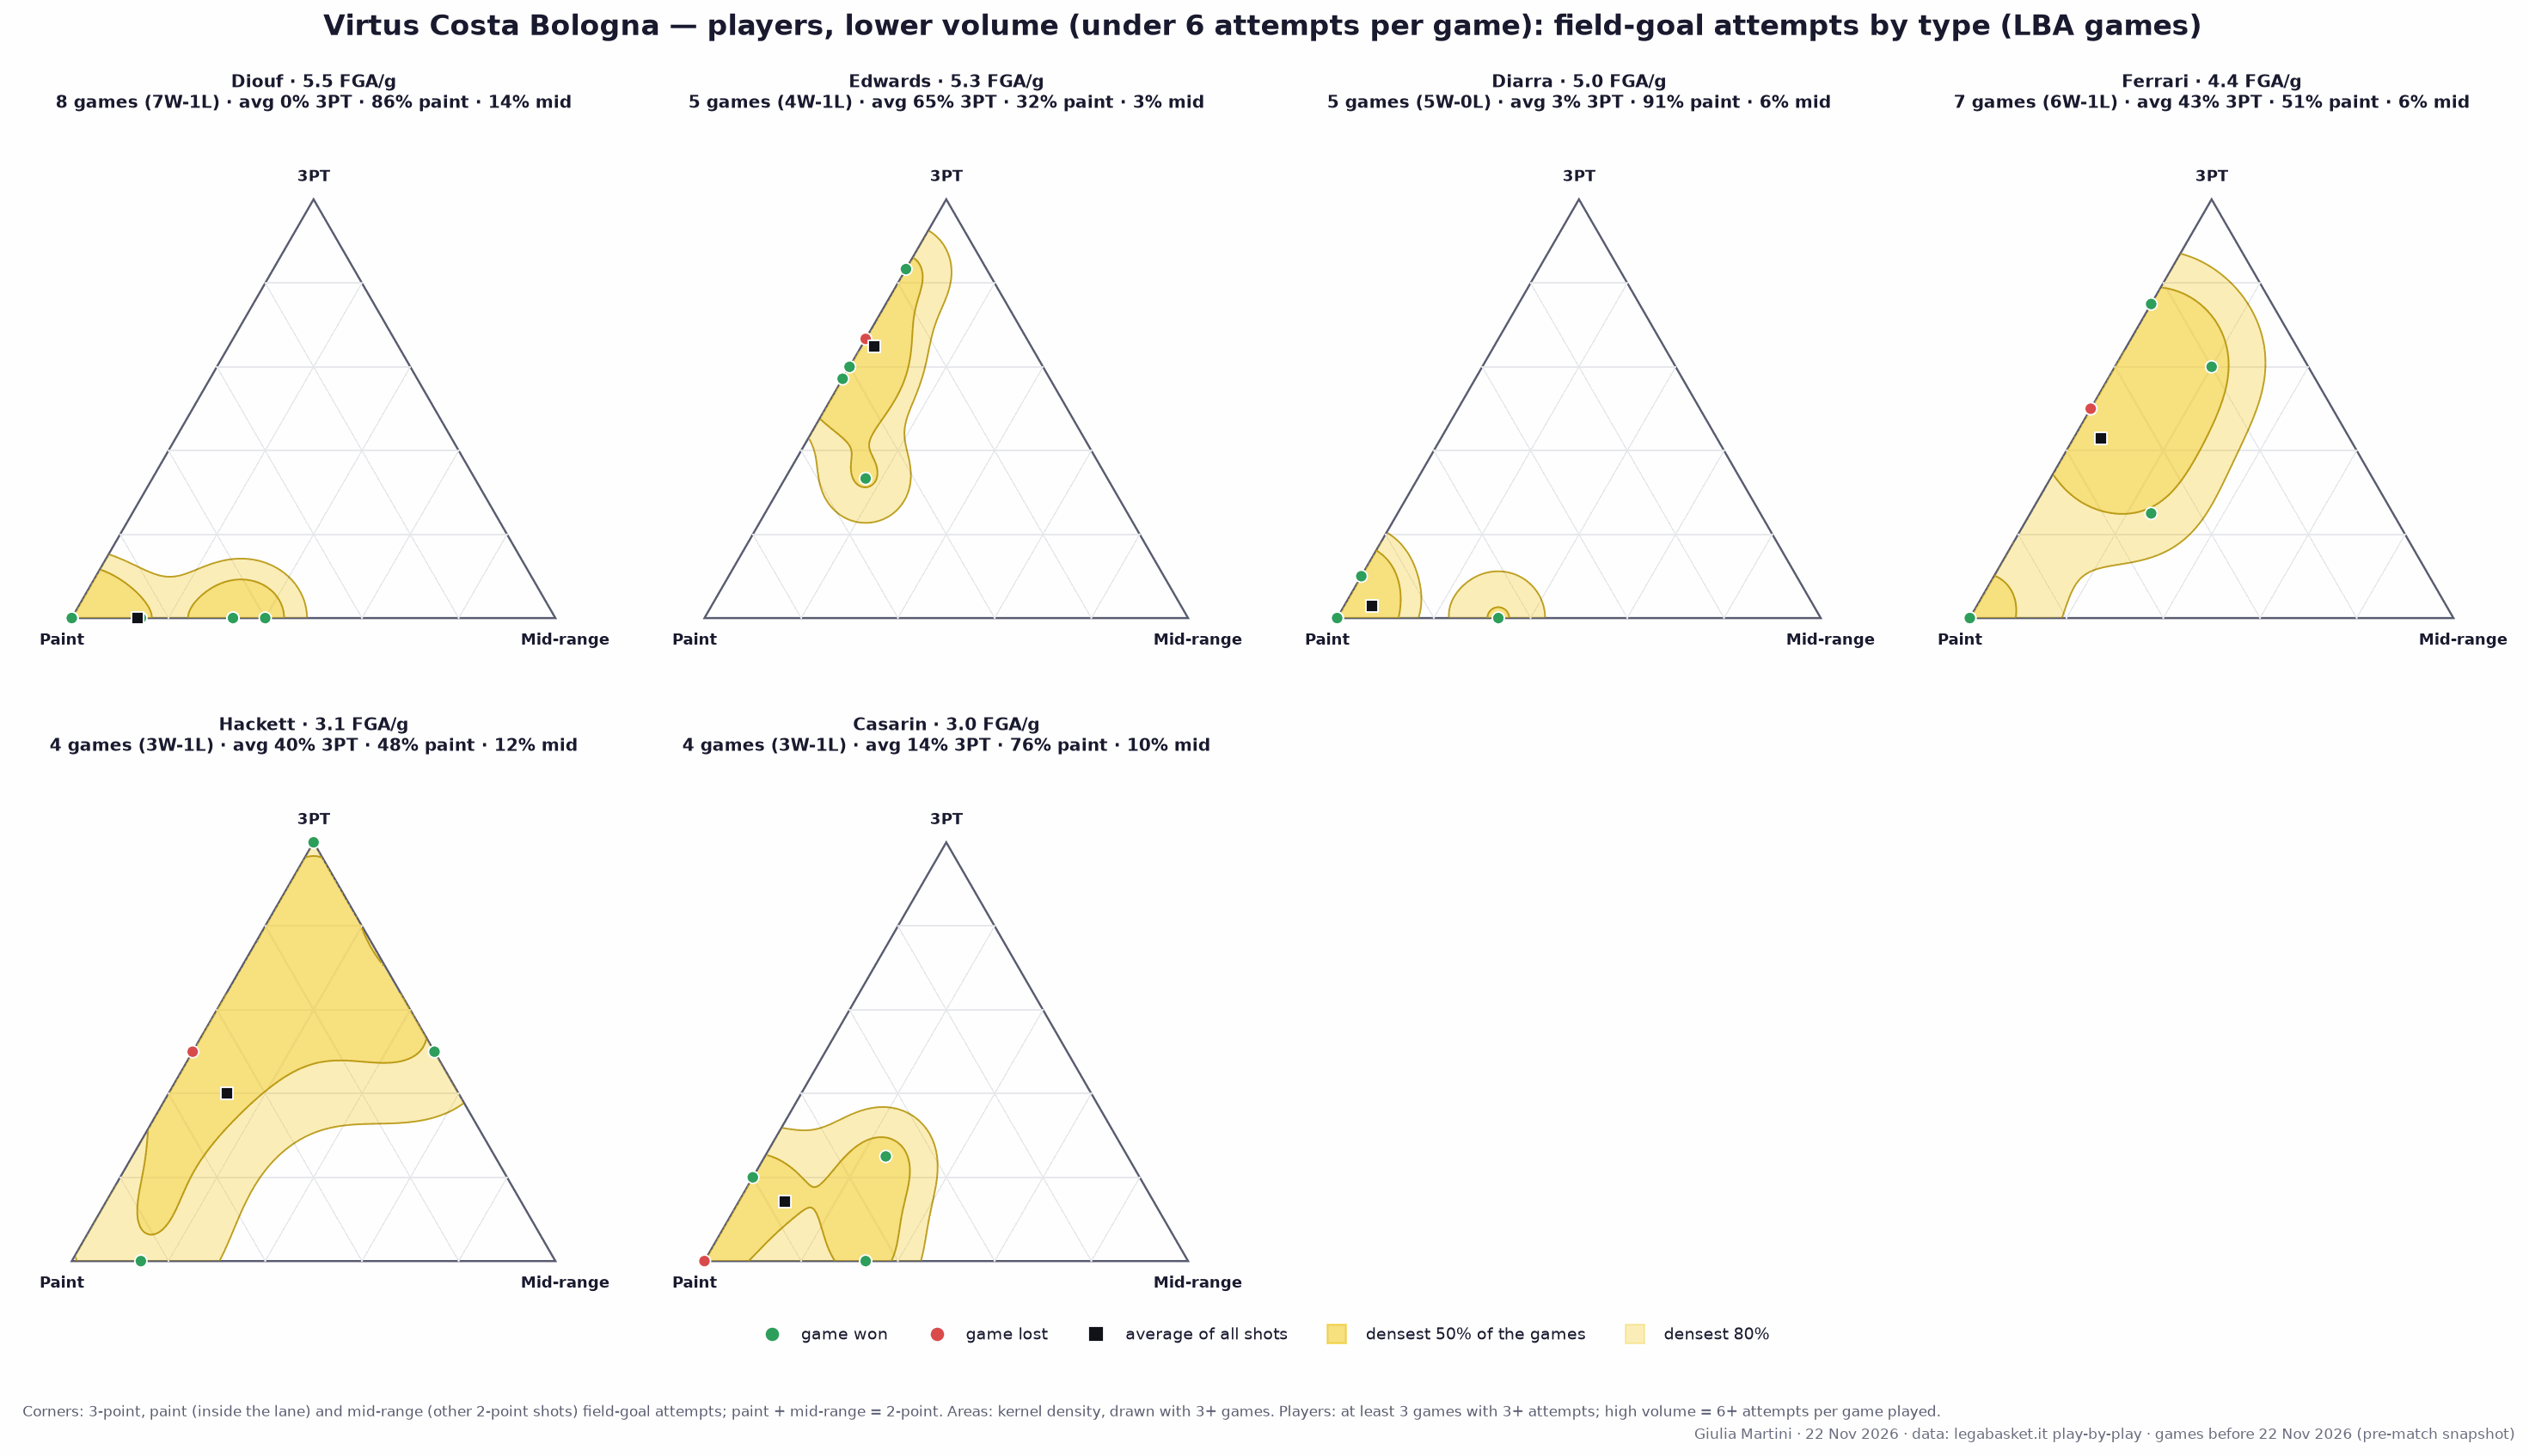 Virtus Costa Bologna — players, lower volume (under 6 attempts per game): field-goal attempts by type (LBA games)
Diouf · 5.5 FGA/g
8 games (7W-1L) · avg 0% 3PT · 86% paint · 14% mid
3PT
Paint
Mid-range
Edwards · 5.3 FGA/g
5 games (4W-1L) · avg 65% 3PT · 32% paint · 3% mid
3PT
Paint
Mid-range
Diarra · 5.0 FGA/g
5 games (5W-0L) · avg 3% 3PT · 91% paint · 6% mid
3PT
Paint
Mid-range
Ferrari · 4.4 FGA/g
7 games (6W-1L) · avg 43% 3PT · 51% paint · 6% mid
3PT
Paint
Mid-range
Hackett · 3.1 FGA/g
4 games (3W-1L) · avg 40% 3PT · 48% paint · 12% mid
3PT
Paint
Mid-range
Casarin · 3.0 FGA/g
4 games (3W-1L) · avg 14% 3PT · 76% paint · 10% mid
3PT
Paint
Mid-range
game won
game lost
average of all shots
densest 50% of the games
densest 80%
Corners: 3-point, paint (inside the lane) and mid-range (other 2-point shots) field-goal attempts; paint + mid-range = 2-point. Areas: kernel density, drawn with 3+ games. Players: at least 3 games with 3+ attempts; high volume = 6+ attempts per game played.
Giulia Martini · 22 Nov 2026 · data: legabasket.it play-by-play · games before 22 Nov 2026 (pre-match snapshot)